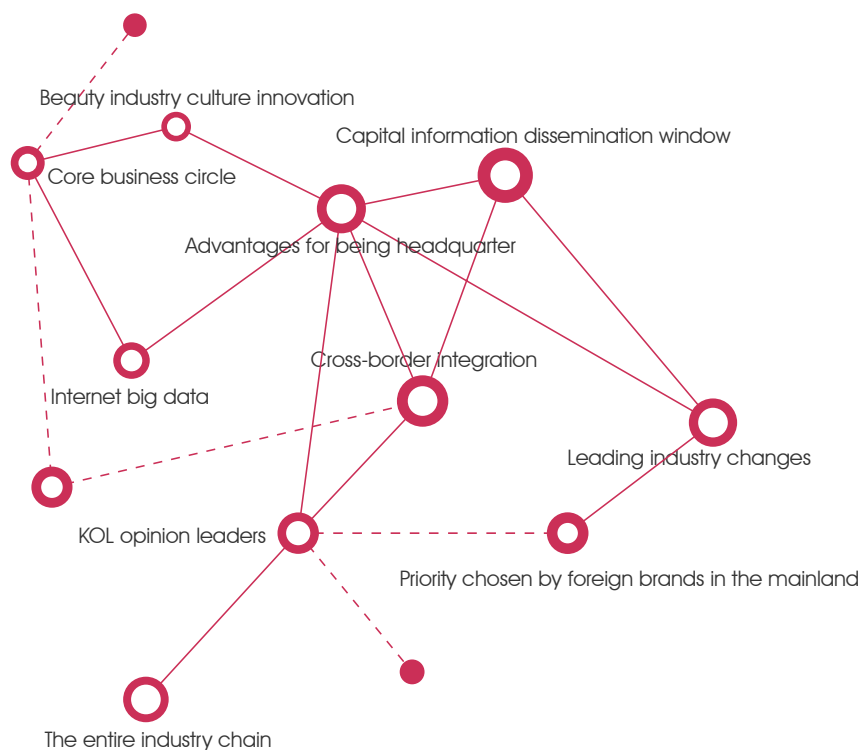 Beauty industry culture innovation
Capital information dissemination window
Core business circle
Advantages for being headquarter
Cross-border integration
Internet big data
Leading industry changes
KOL opinion leaders
Priority chosen by foreign brands in the mainland
The entire industry chain